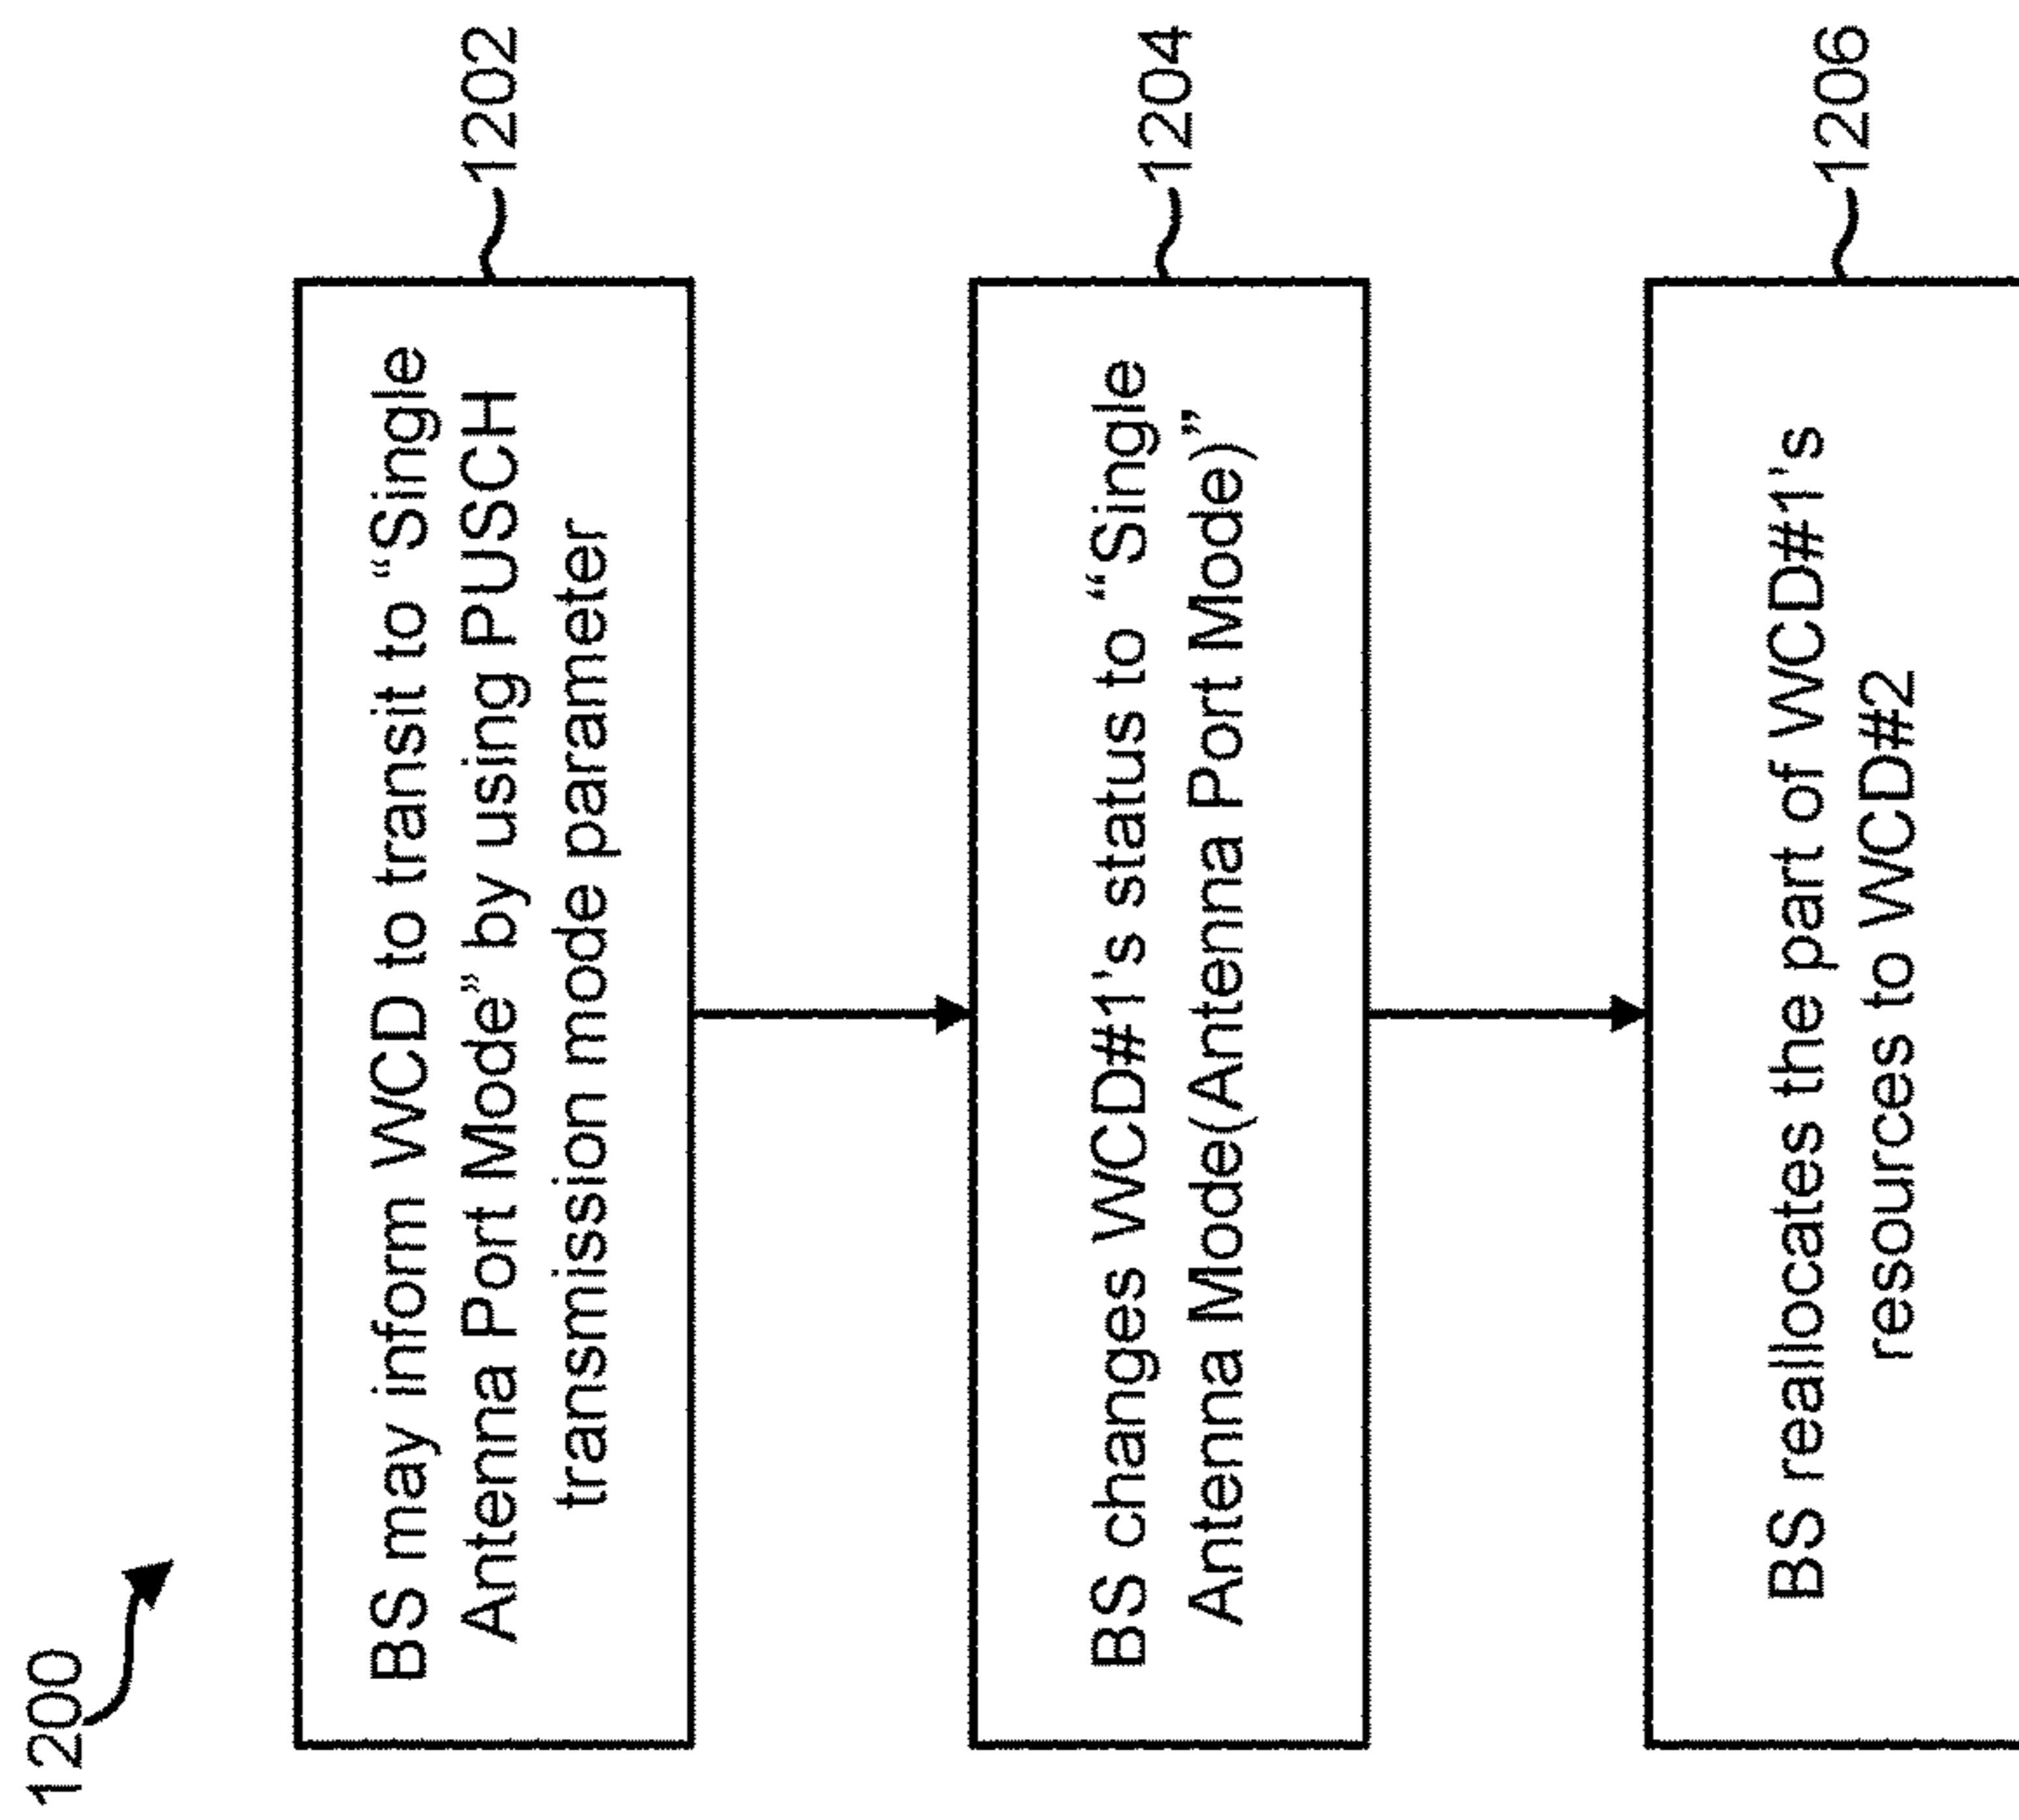 1200
BS may inform WCD to transit to “Single
Antenna Port Mode” by using PUSCH
transmission mode parameter
1202
BS changes WCD#1's status to “Single
Antenna Mode(Antenna Port Mode)”
1204
BS reallocates the part of WCD#1's
resources to WCD#2
1206